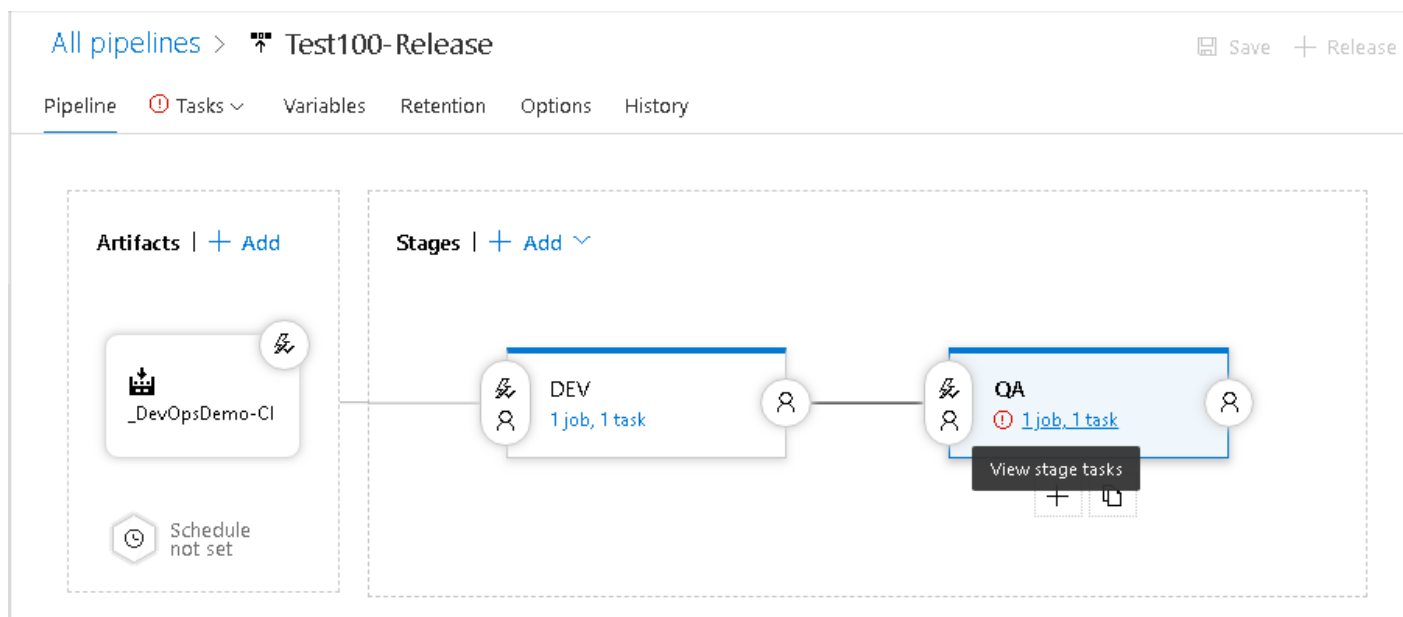 All pipelines > Test100-Release
Save + Release
Pipeline Tasks Variables Retention Options History
Artifacts | + Add
Stages | + Add
_DevOpsDemo-CI
DEV
1 job, 1 task
QA
1 job, 1 task
View stage tasks
Schedule
not set